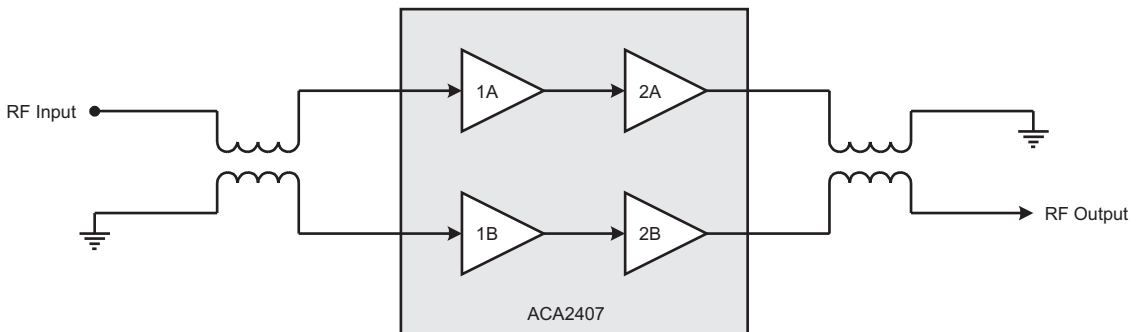 1A
2A
RF Input
RF Output
1B
2B
ACA2407